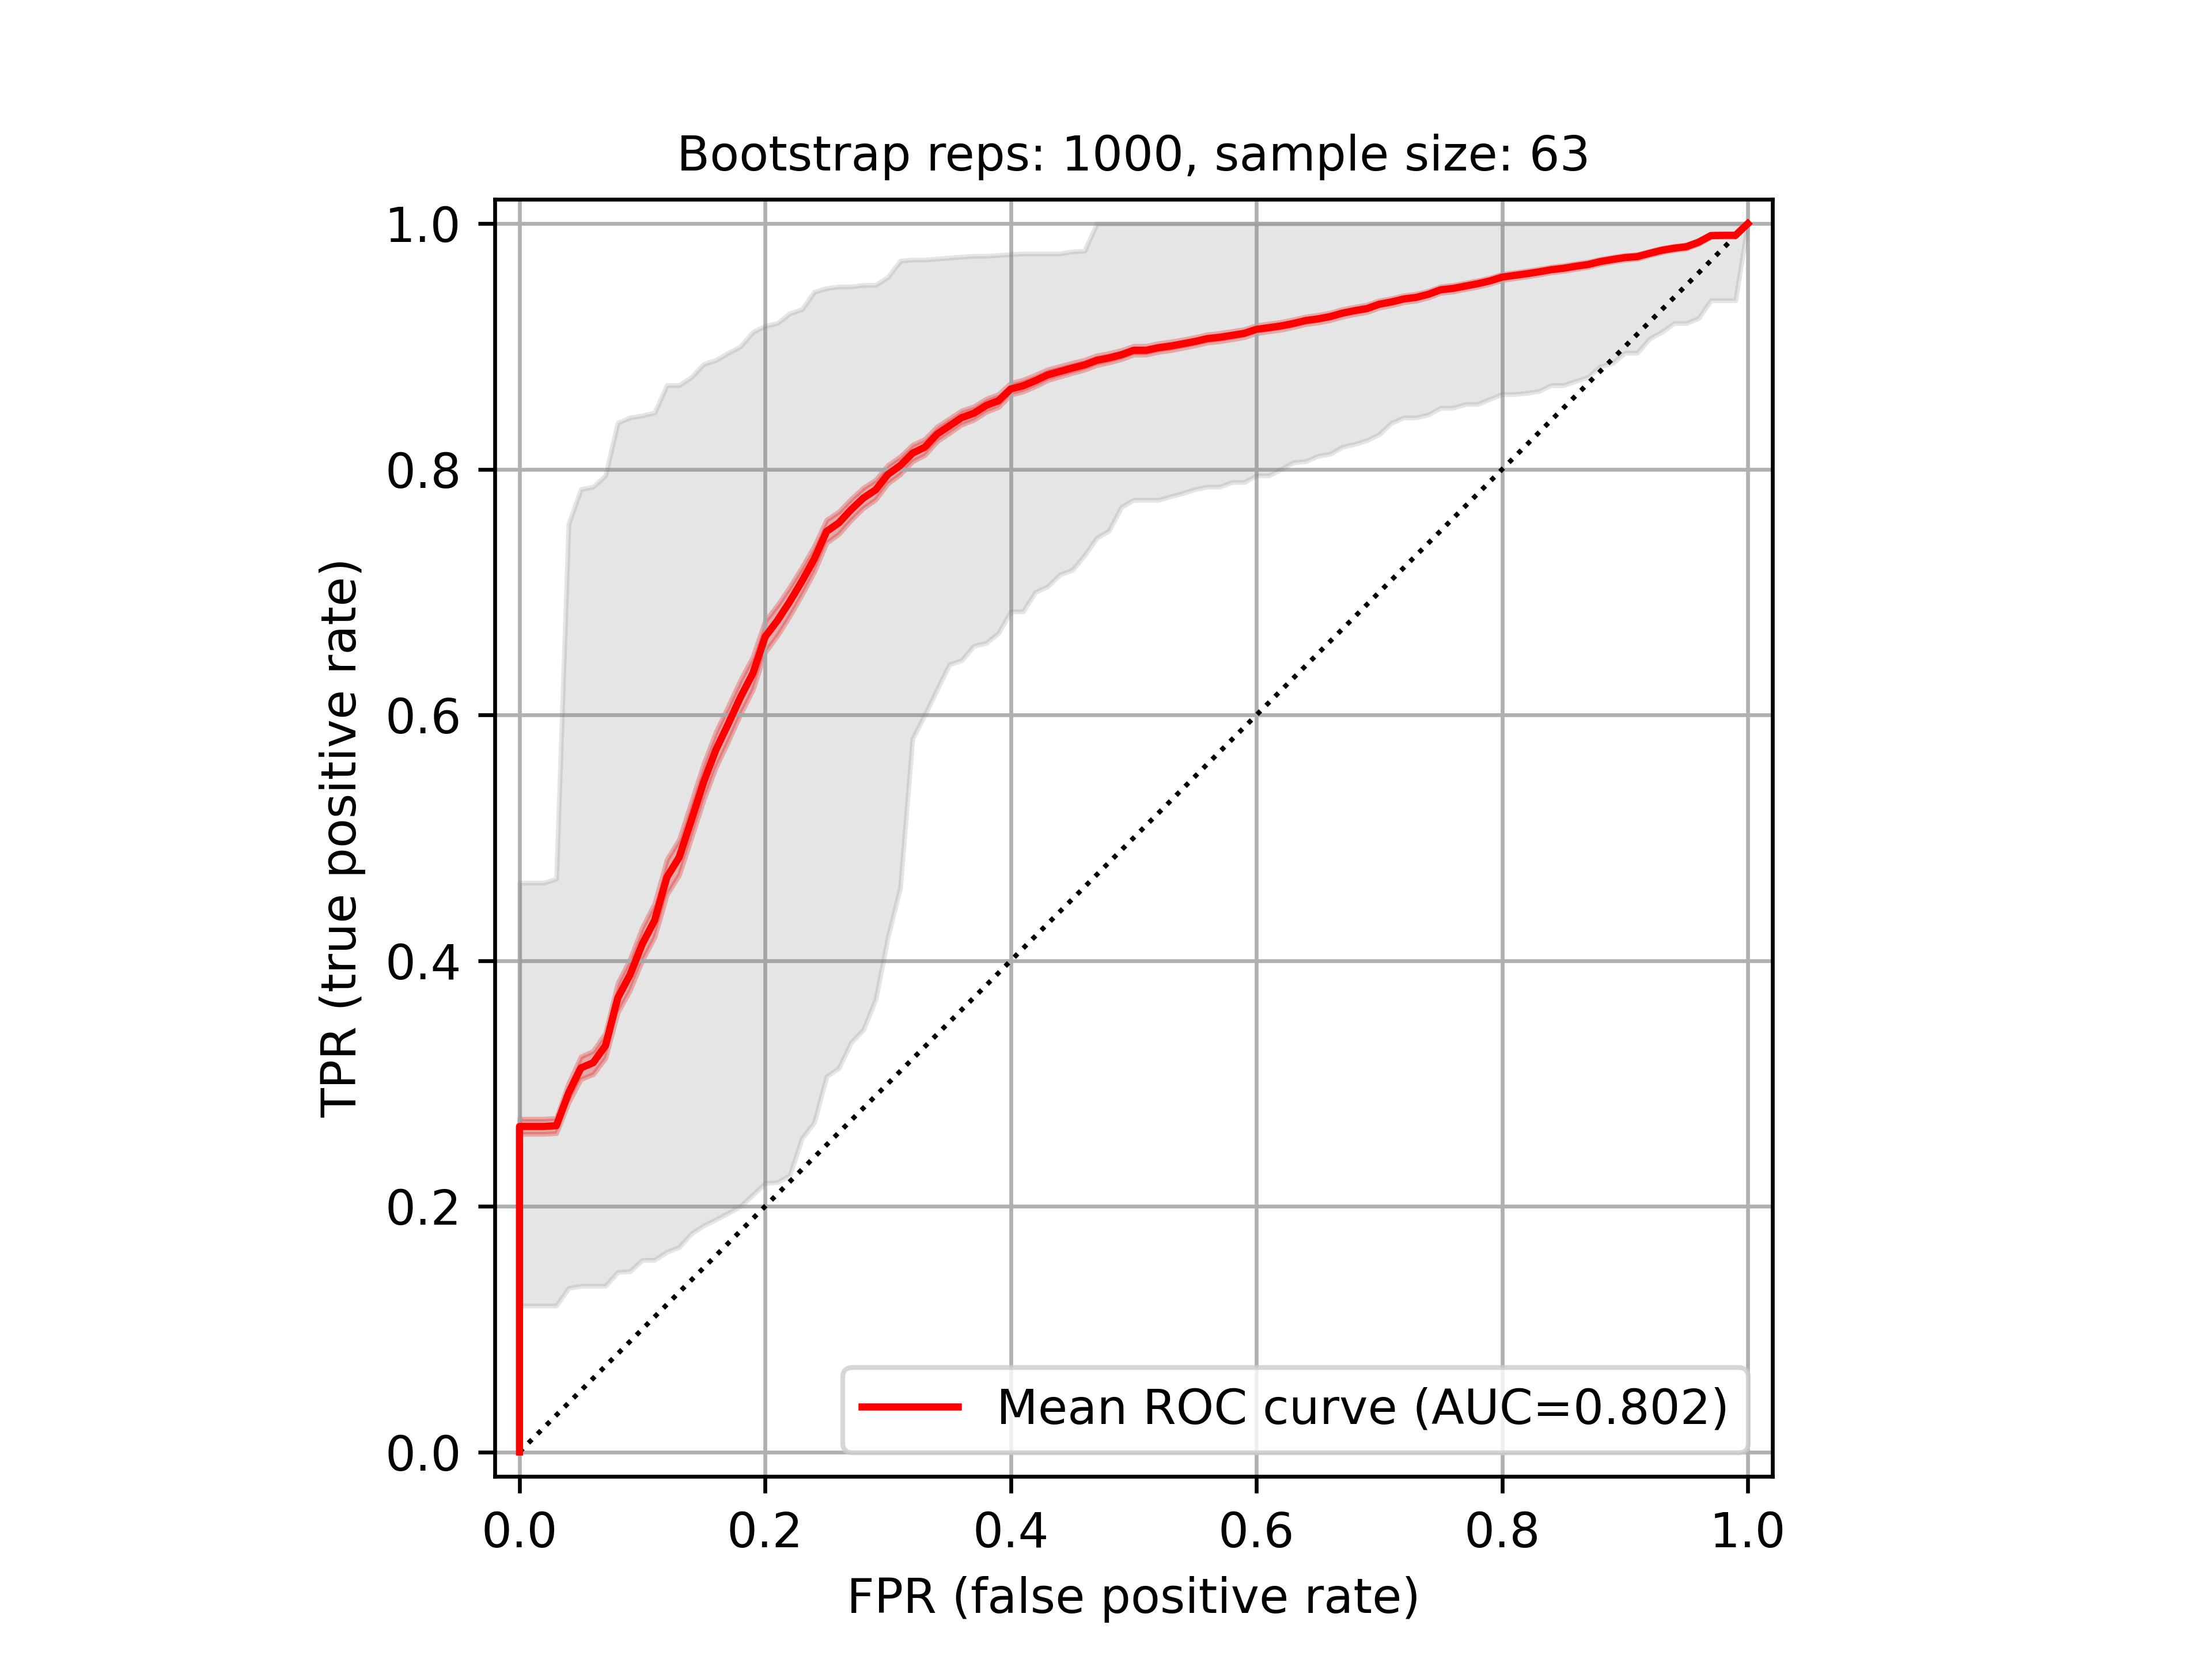 Bootstrap reps: 1000, sample size: 63
1.0
0.8
0.6
0.4
0.2
0.0
TPR (true positive rate)
Mean ROC curve (AUC=0.802)
0.0 0.2 0.4 0.6 0.8 1.0
FPR (false positive rate)